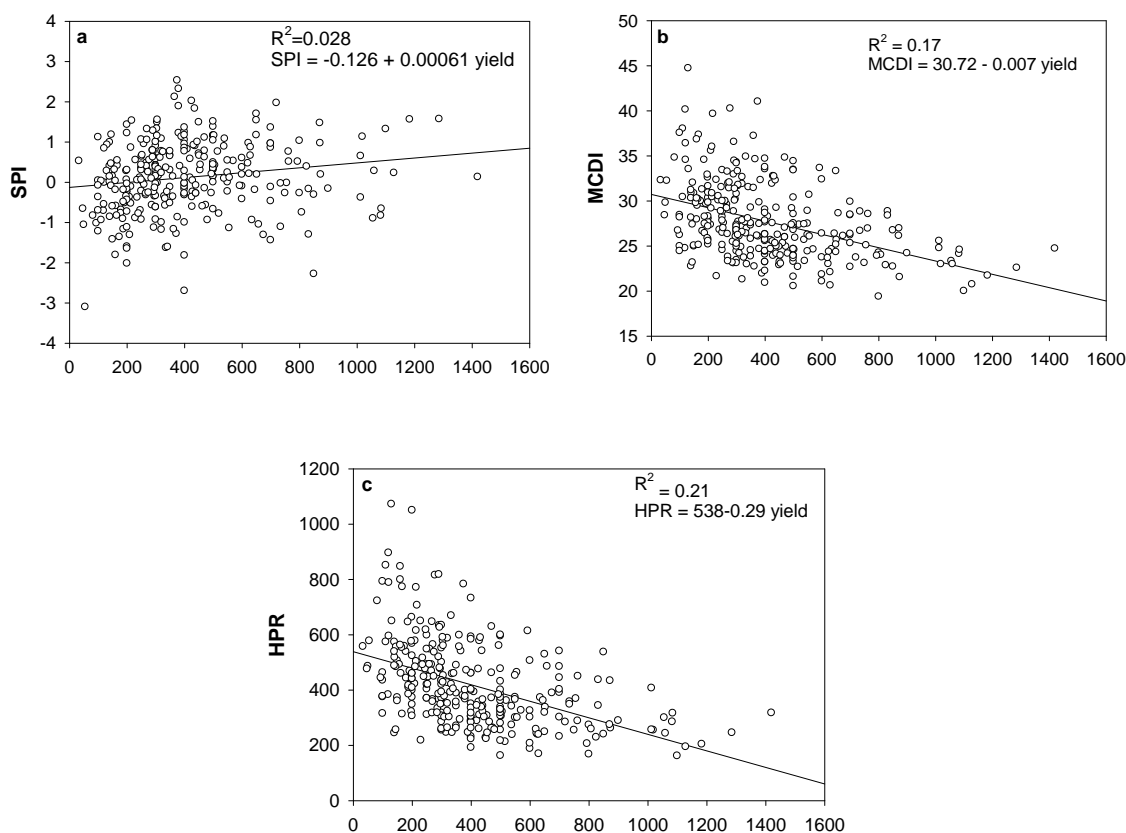 a
R²=0.028
SPI = -0.126 + 0.00061 yield
4
3
2
1
0
-1
-2
-3
-4
SPI
0 200 400 600 800 1000 1200 1400 1600
b
R² = 0.17
MCDI = 30.72 - 0.007 yield
50
45
40
35
30
25
20
15
MCDI
0 200 400 600 800 1000 1200 1400 1600
c
R² = 0.21
HPR = 538-0.29 yield
1200
1000
800
600
400
200
0
HPR
0 200 400 600 800 1000 1200 1400 1600